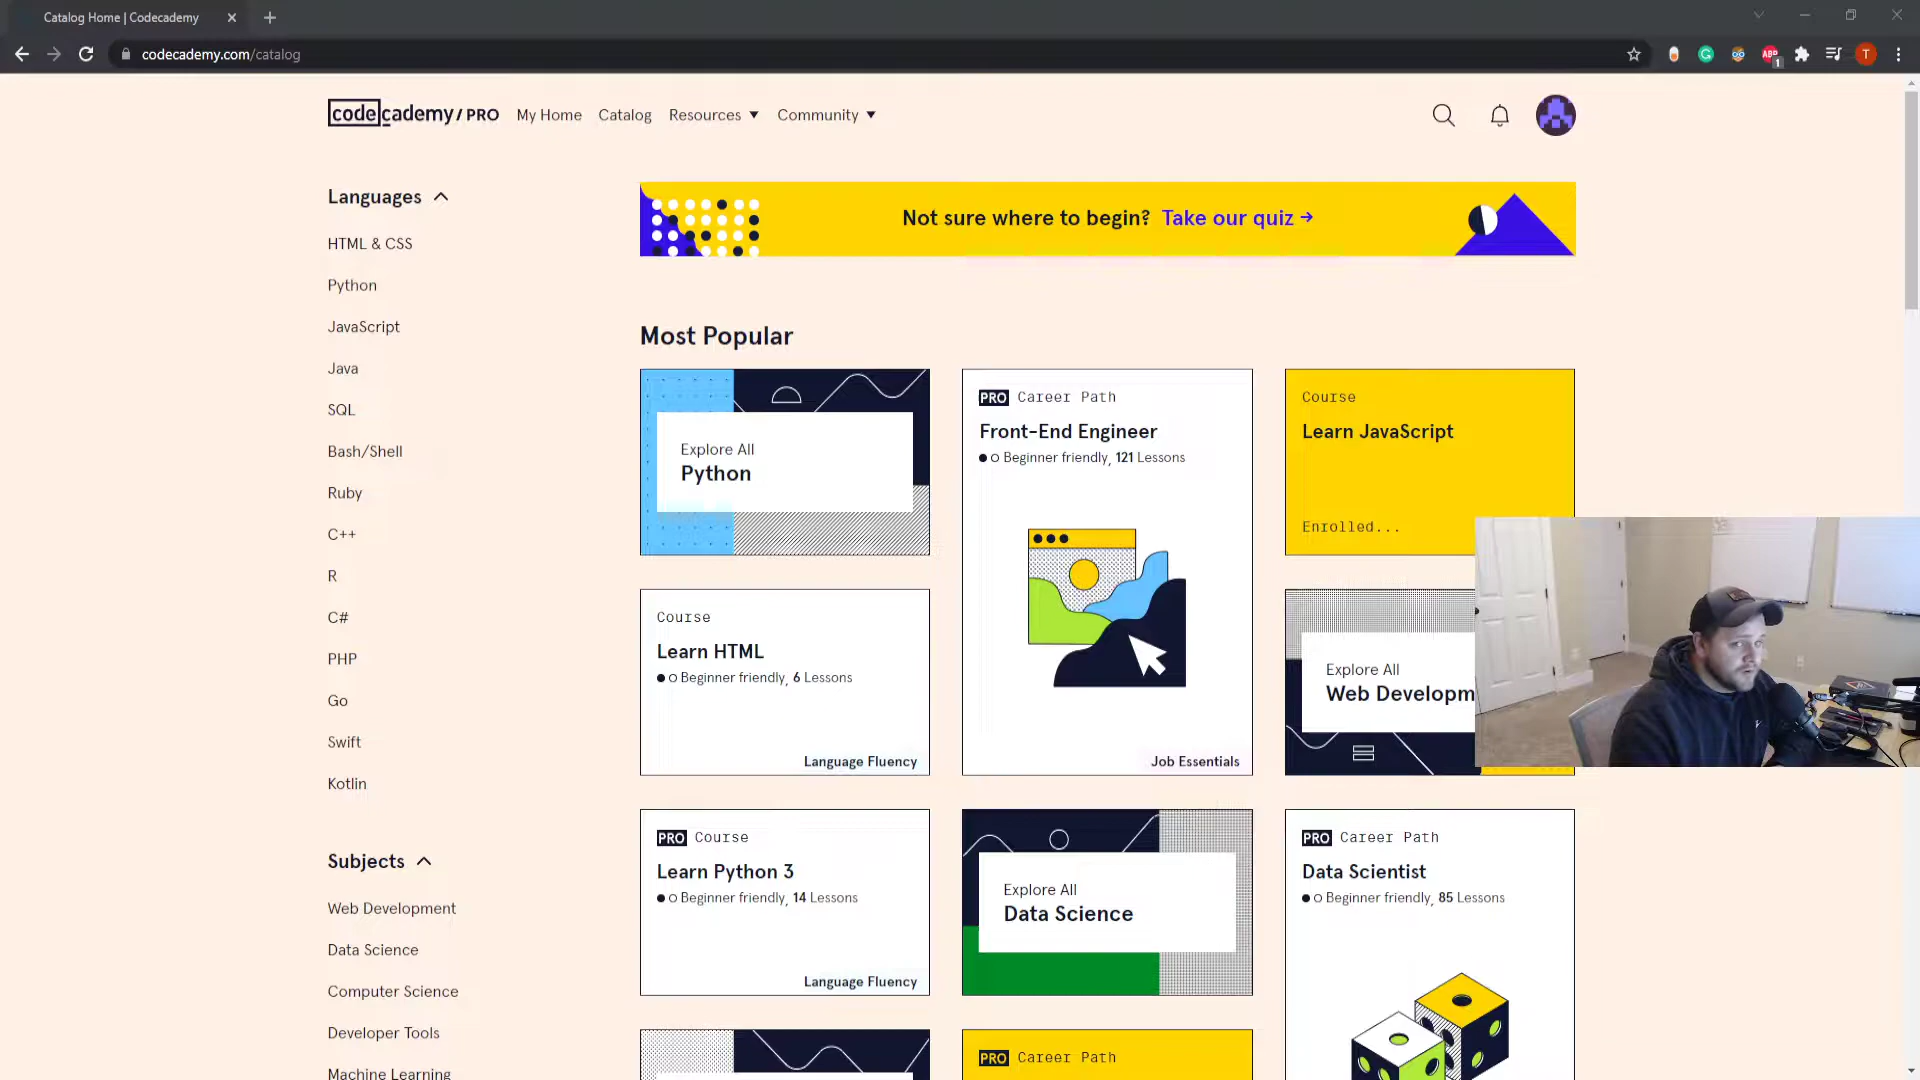 Catalog Home | Codecademy
codecademy.com/catalog
ABP
1
T
codecademy / PRO
My Home
Catalog
Resources
Community
Languages
HTML & CSS
Python
JavaScript
Java
SQL
Bash/Shell
Ruby
C++
R
C#
PHP
Go
Swift
Kotlin
Subjects
Web Development
Data Science
Computer Science
Developer Tools
Machine Learning
Not sure where to begin? Take our quiz →
Most Popular
Explore All
Python
PRO Career Path
Front-End Engineer
Beginner friendly, 121 Lessons
Job Essentials
Course
Learn JavaScript
Enrolled...
Course
Learn HTML
Beginner friendly, 6 Lessons
Language Fluency
Explore All
Web Developm
PRO Course
Learn Python 3
Beginner friendly, 14 Lessons
Language Fluency
Explore All
Data Science
PRO Career Path
Data Scientist
Beginner friendly, 85 Lessons
PRO Career Path